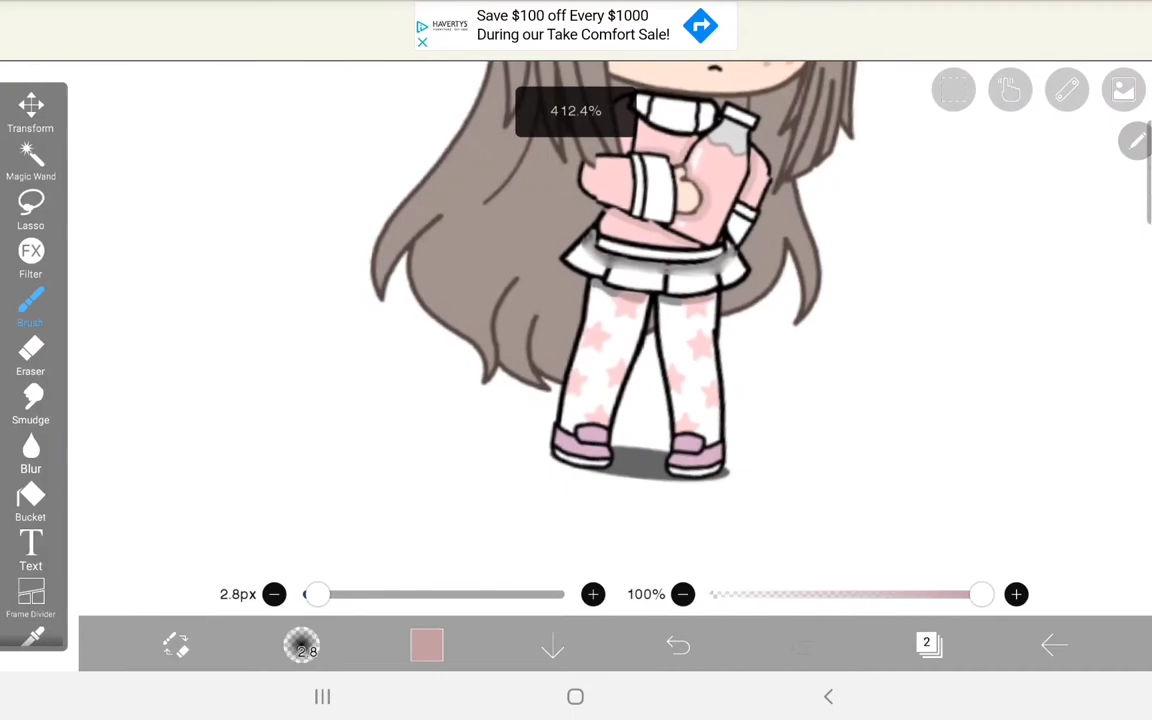 HAVERTYS
Save $100 off Every $1000
During our Take Comfort Sale!
412.4%
Transform
Magic Wand
Lasso
FX
Filter
Brush
Eraser
Smudge
Blur
Bucket
T
Text
Frame Divider
2.8px
100%
2.8
2